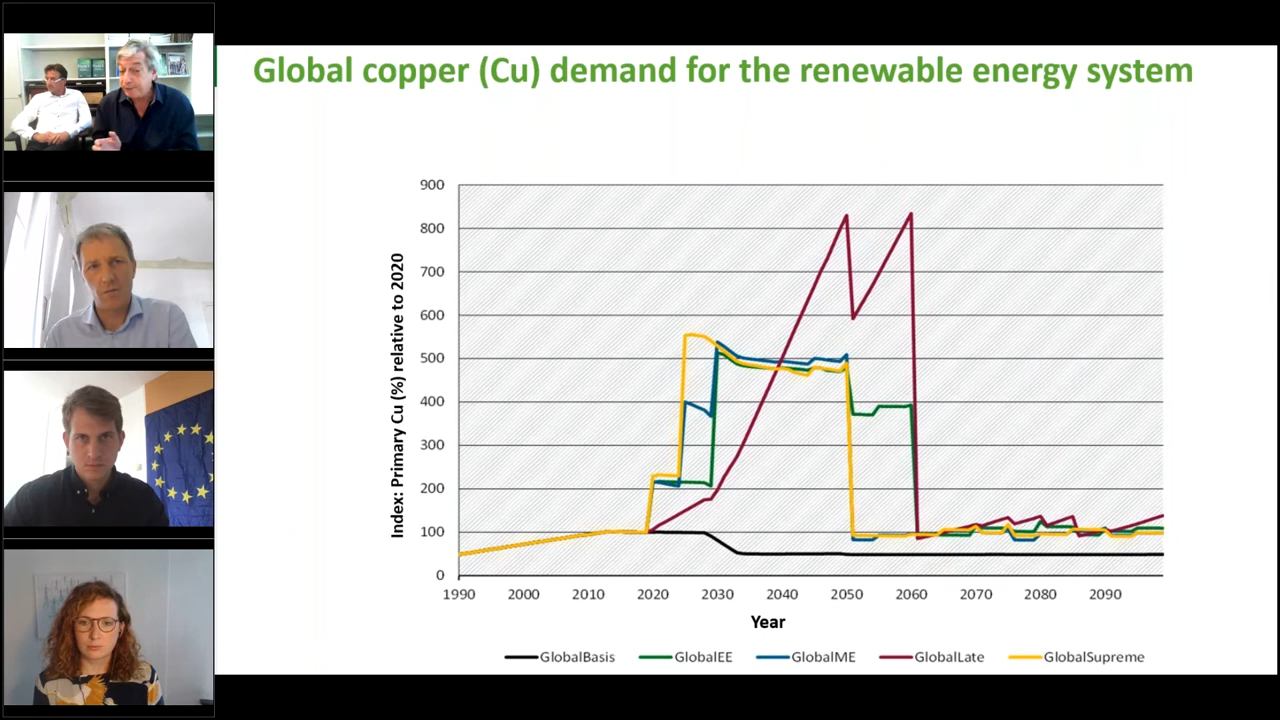 Global copper (Cu) demand for the renewable energy system
Index: Primary Cu (%) relative to 2020
900
800
700
600
500
400
300
200
100
0
1990 2000 2010 2020 2030 2040 2050 2060 2070 2080 2090
Year
GlobalBasis GlobalEE GlobalME GlobalLate GlobalSupreme